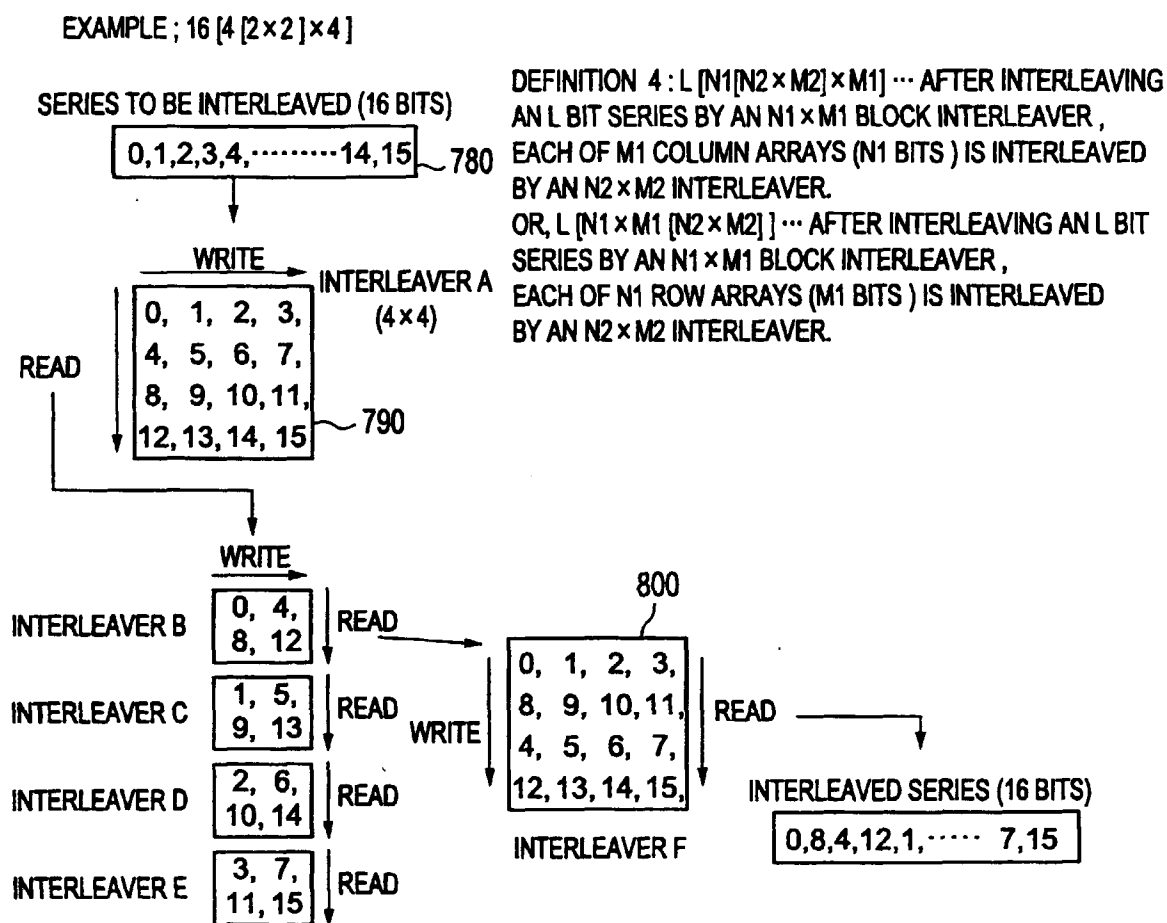 EXAMPLE ; 16 [4 [2×2]×4]
DEFINITION 4 : L [N1[N2×M2]×M1] ··· AFTER INTERLEAVING
AN L BIT SERIES BY AN N1×M1 BLOCK INTERLEAVER,
EACH OF M1 COLUMN ARRAYS (N1 BITS ) IS INTERLEAVED
BY AN N2×M2 INTERLEAVER.
OR, L [N1×M1 [N2×M2] ] ··· AFTER INTERLEAVING AN L BIT
SERIES BY AN N1×M1 BLOCK INTERLEAVER,
EACH OF N1 ROW ARRAYS (M1 BITS ) IS INTERLEAVED
BY AN N2×M2 INTERLEAVER.
SERIES TO BE INTERLEAVED (16 BITS)
0,1,2,3,4,·········14,15
780
WRITE
INTERLEAVER A
(4×4)
READ
0, 1, 2, 3,
4, 5, 6, 7,
8, 9, 10,11,
12,13,14, 15
790
WRITE
INTERLEAVER B
0, 4,
8, 12
READ
INTERLEAVER C
1, 5,
9, 13
READ
INTERLEAVER D
2, 6,
10,14
READ
INTERLEAVER E
3, 7,
11,15
READ
800
WRITE
0, 1, 2, 3,
8, 9, 10,11,
4, 5, 6, 7,
12,13,14,15,
READ
INTERLEAVER F
INTERLEAVED SERIES (16 BITS)
0,8,4,12,1,····· 7,15